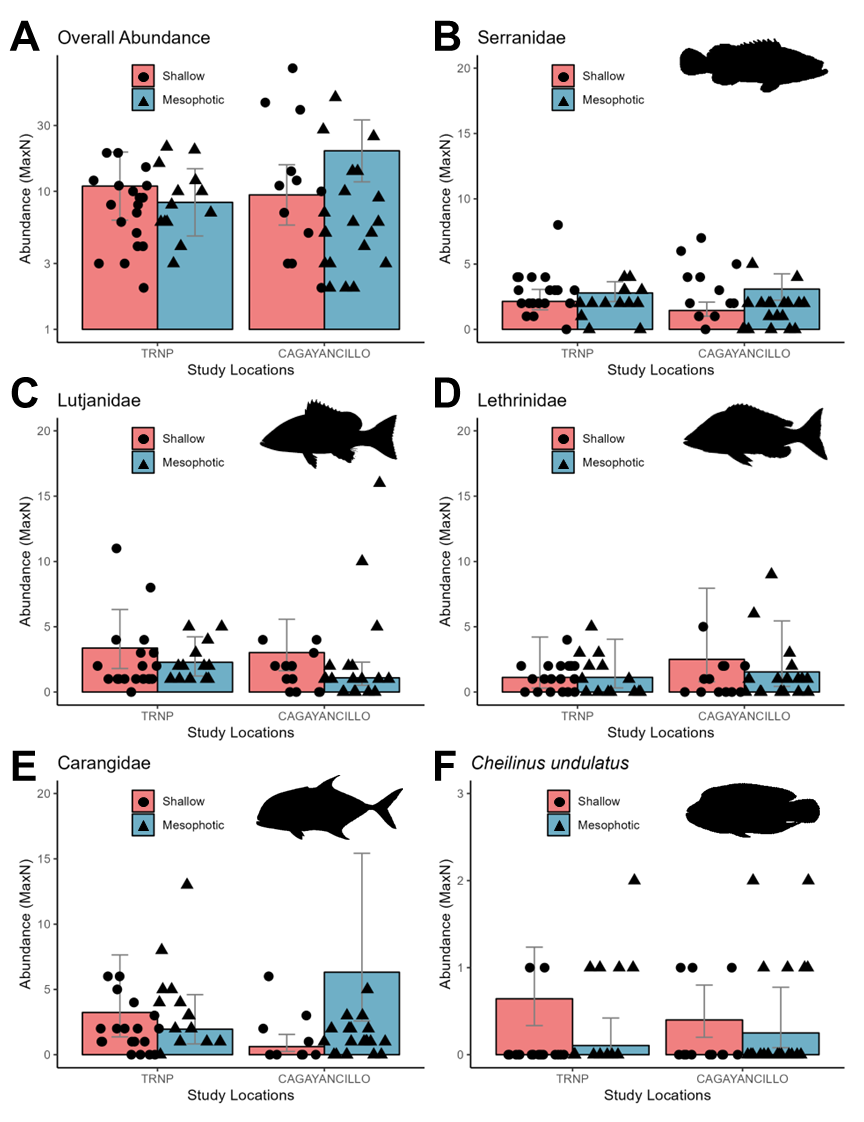 A Overall Abundance
Shallow
Mesophotic
Abundance (MaxN)
30
10
3
1
TRNP CAGAYANCILLO
Study Locations
B Serranidae
Shallow
Mesophotic
Abundance (MaxN)
20
15
10
5
0
TRNP CAGAYANCILLO
Study Locations
C Lutjanidae
Shallow
Mesophotic
Abundance (MaxN)
20
15
10
5
0
TRNP CAGAYANCILLO
Study Locations
D Lethrinidae
Shallow
Mesophotic
Abundance (MaxN)
20
15
10
5
0
TRNP CAGAYANCILLO
Study Locations
E Carangidae
Shallow
Mesophotic
Abundance (MaxN)
20
15
10
5
0
TRNP CAGAYANCILLO
Study Locations
F Cheilinus undulatus
Shallow
Mesophotic
Abundance (MaxN)
3
2
1
0
TRNP CAGAYANCILLO
Study Locations